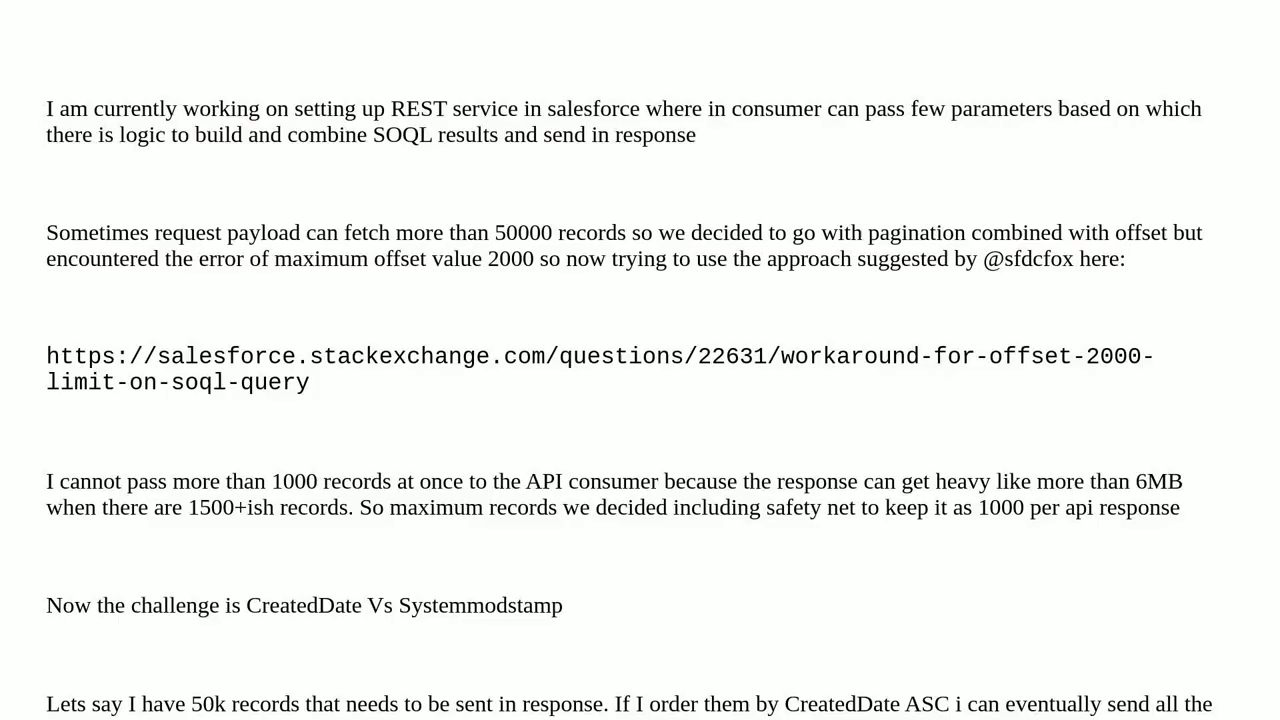 I am currently working on setting up REST service in salesforce where in consumer can pass few parameters based on which
there is logic to build and combine SOQL results and send in response
Sometimes request payload can fetch more than 50000 records so we decided to go with pagination combined with offset but
encountered the error of maximum offset value 2000 so now trying to use the approach suggested by @sfdcfox here:
https://salesforce.stackexchange.com/questions/22631/workaround-for-offset-2000-
limit-on-soql-query
I cannot pass more than 1000 records at once to the API consumer because the response can get heavy like more than 6MB
when there are 1500+ish records. So maximum records we decided including safety net to keep it as 1000 per api response
Now the challenge is CreatedDate Vs Systemmodstamp
Lets say I have 50k records that needs to be sent in response. If I order them by CreatedDate ASC i can eventually send all the